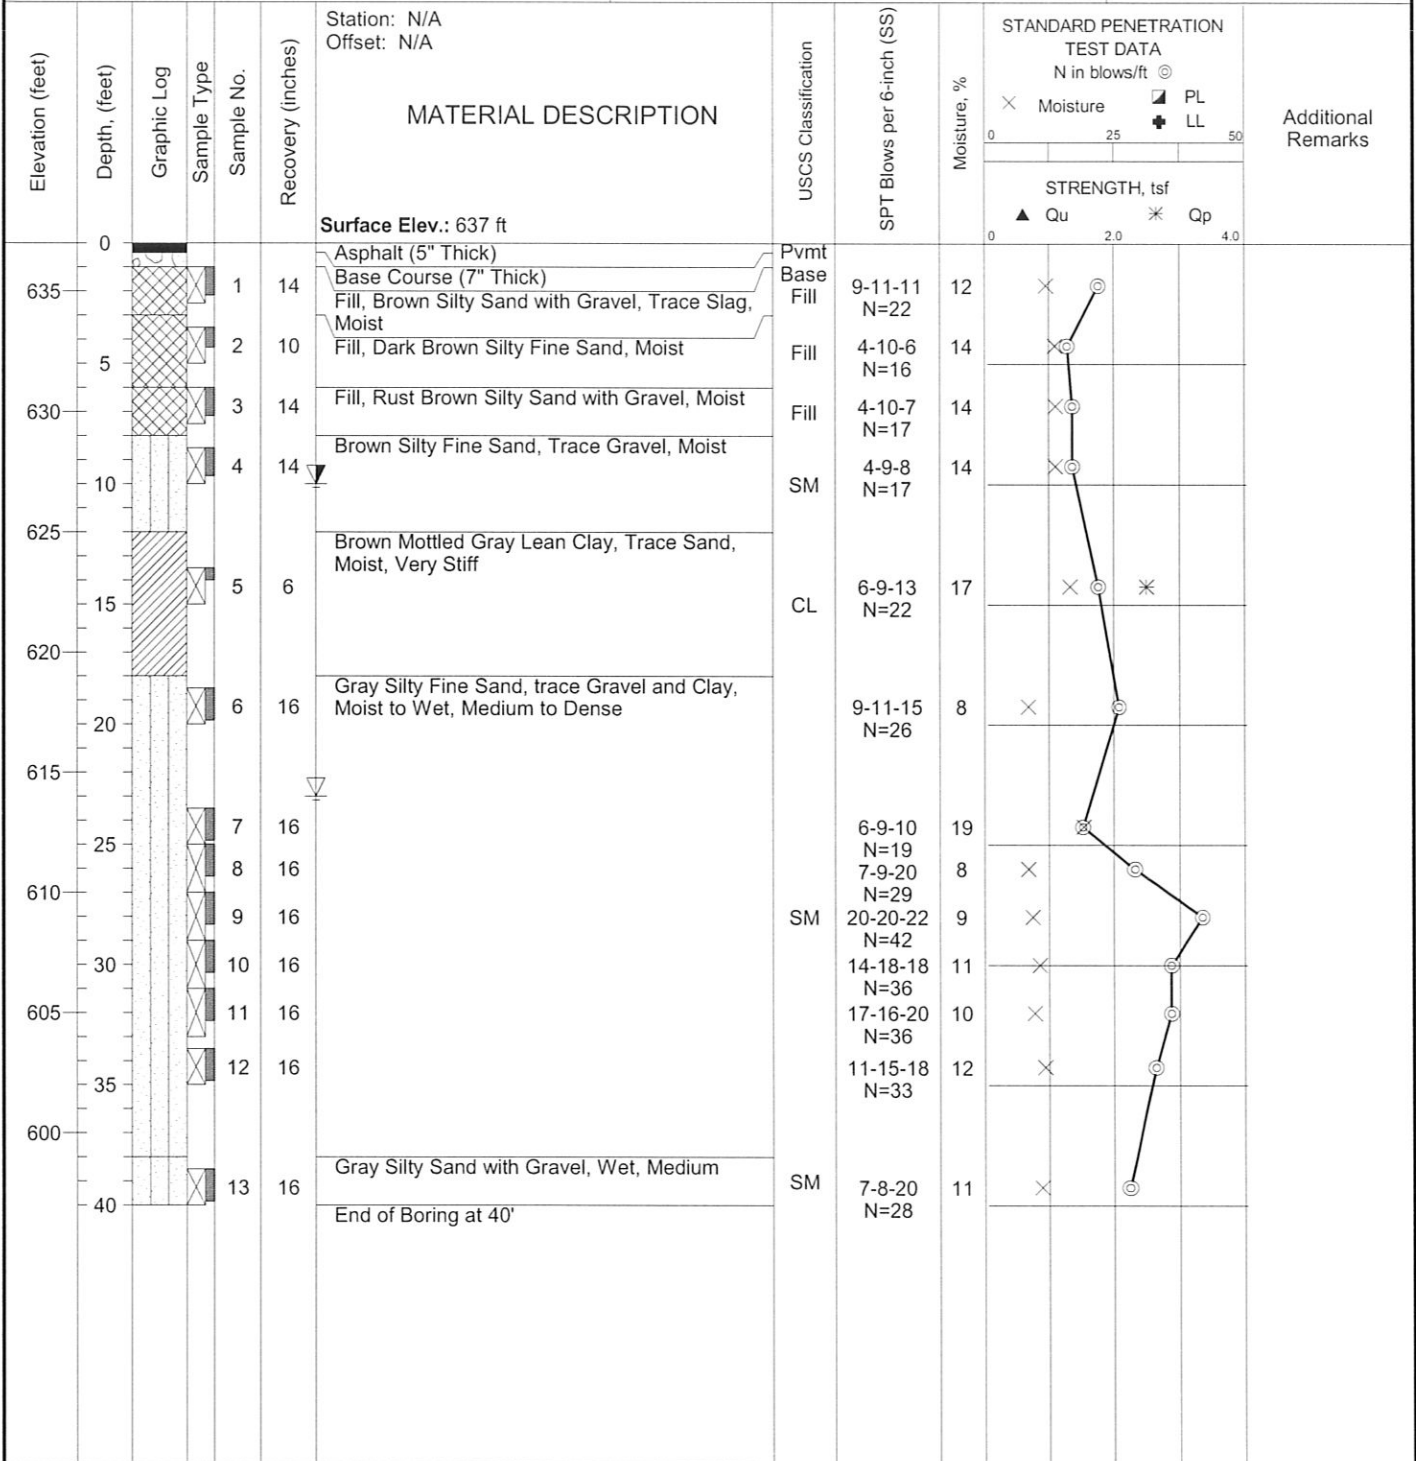 Station: N/A
Offset: N/A
Elevation (feet)
Depth, (feet)
Graphic Log
Sample Type
Sample No.
Recovery (inches)
MATERIAL DESCRIPTION
Surface Elev.: 637 ft
USCS Classification
SPT Blows per 6-inch (SS)
Moisture, %
STANDARD PENETRATION
TEST DATA
N in blows/ft
Moisture
PL
LL
0 25 50
STRENGTH, tsf
Qu Qp
0 2.0 4.0
Additional
Remarks
0
Asphalt (5" Thick) Pvmt
Base Course (7" Thick) Base
635 1 14 Fill 9-11-11 12
Fill, Brown Silty Sand with Gravel, Trace Slag, N=22
Moist
2 10 Fill, Dark Brown Silty Fine Sand, Moist Fill 4-10-6 14
5 N=16
630 3 14 Fill, Rust Brown Silty Sand with Gravel, Moist Fill 4-10-7 14
N=17
Brown Silty Fine Sand, Trace Gravel, Moist
4 14 4-9-8 14
10 SM N=17
625
Brown Mottled Gray Lean Clay, Trace Sand,
Moist, Very Stiff
5 6 6-9-13 17
15 CL N=22
620
Gray Silty Fine Sand, trace Gravel and Clay,
6 16 Moist to Wet, Medium to Dense 9-11-15 8
20 N=26
615
7 16 6-9-10 19
25 N=19
8 16 7-9-20 8
610 N=29
9 16 SM 20-20-22 9
N=42
30 10 16 14-18-18 11
N=36
605 11 16 17-16-20 10
N=36
12 16 11-15-18 12
35 N=33
600
Gray Silty Sand with Gravel, Wet, Medium
13 16 SM 7-8-20 11
40 N=28
End of Boring at 40'